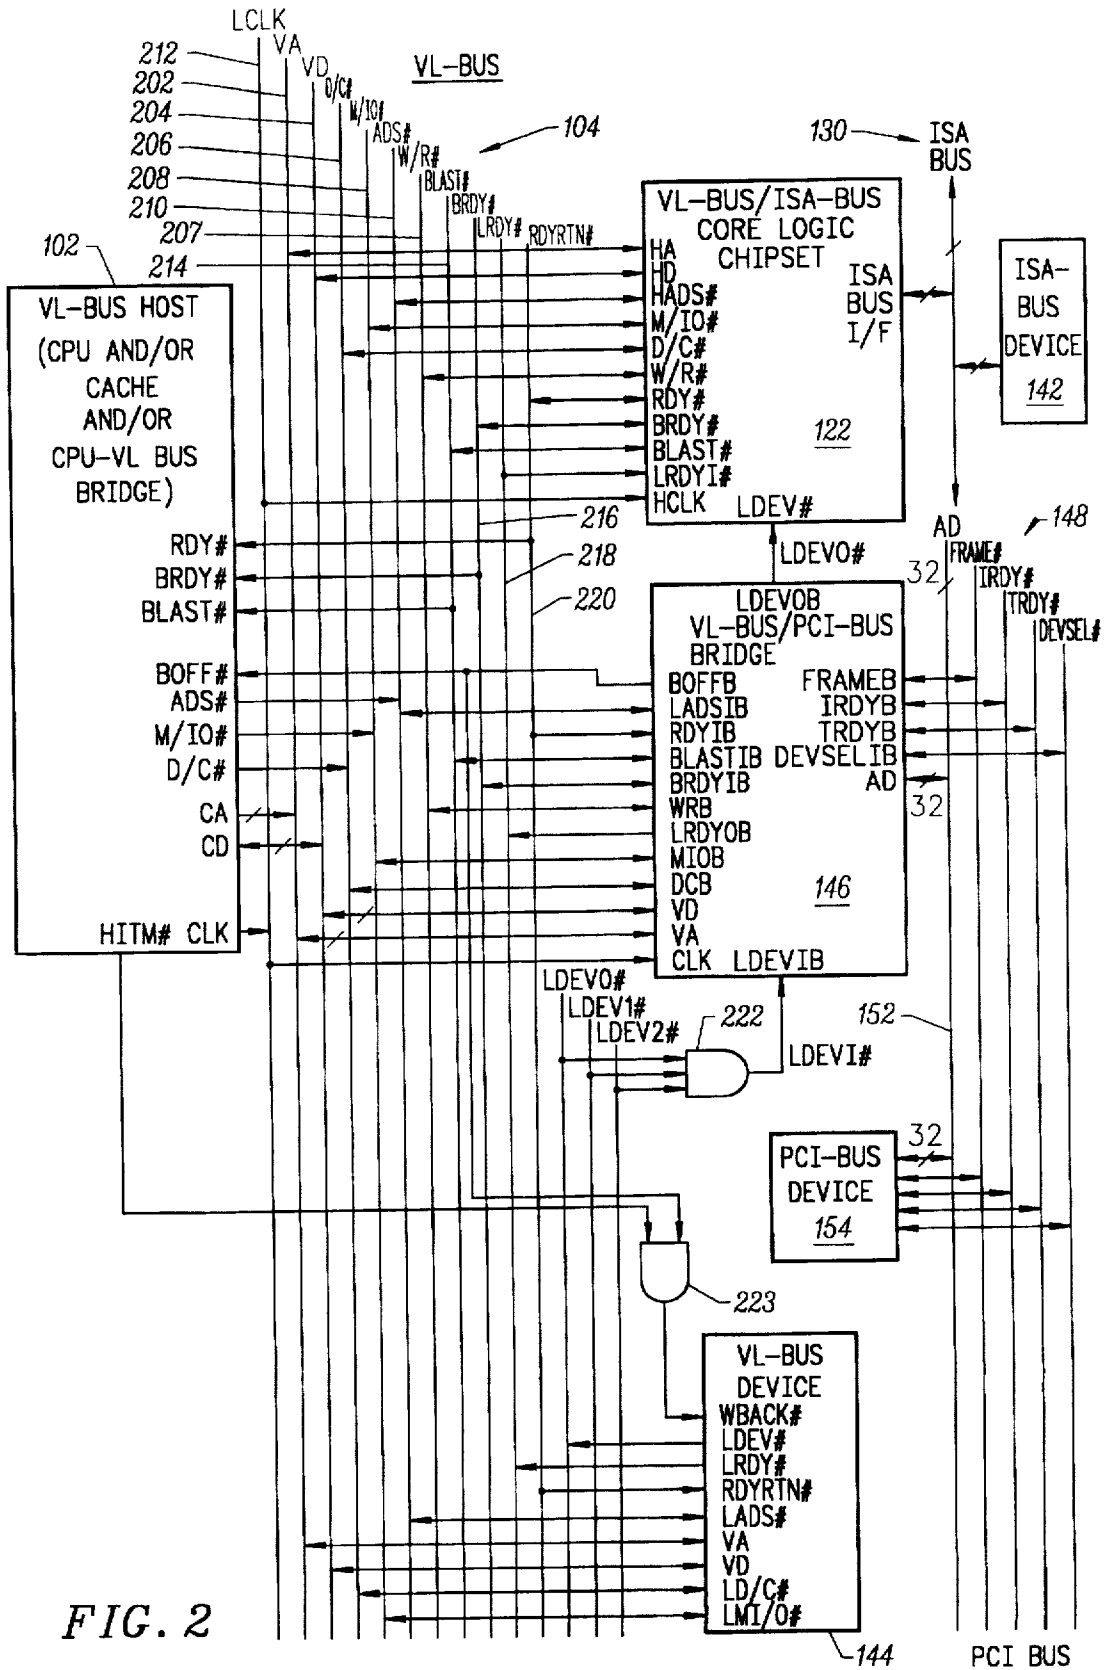 LCLK
212
VA
202
VD
VL-BUS
204
D/C#
206
M/IO#
ADS#
104
208
W/R#
210
BLAST#
207
BRDY#
214
LRDY#
RDYRTN#
130
ISA
BUS
102
VL-BUS HOST
(CPU AND/OR
CACHE
AND/OR
CPU-VL BUS
BRIDGE)
RDY#
BRDY#
BLAST#
BOFF#
ADS#
M/IO#
D/C#
CA
CD
HITM# CLK
VL-BUS/ISA-BUS
CORE LOGIC
CHIPSET
HA
HD
HADS#
M/IO#
D/C#
W/R#
RDY#
BRDY#
BLAST#
LRDYI#
HCLK
ISA
BUS
I/F
122
LDEV#
ISA-
BUS
DEVICE
142
216
218
220
LDEVO#
AD
FRAME#
IRDY#
TRDY#
DEVSEL#
148
32
LDEVOB
VL-BUS/PCI-BUS
BRIDGE
BOFFB
LADSIB
RDYIB
BLASTIB
BRDYIB
WRB
LRDYOB
MIOB
DCB
VD
VA
CLK
FRAMEB
IRDYB
TRDYB
DEVSELIB
AD
32
146
LDEVIB
LDEV0#
LDEV1#
LDEV2#
222
LDEVI#
152
32
PCI-BUS
DEVICE
154
223
VL-BUS
DEVICE
WBACK#
LDEV#
LRDY#
RDYRTN#
LADS#
VA
VD
LD/C#
LMI/O#
144
PCI BUS
FIG. 2